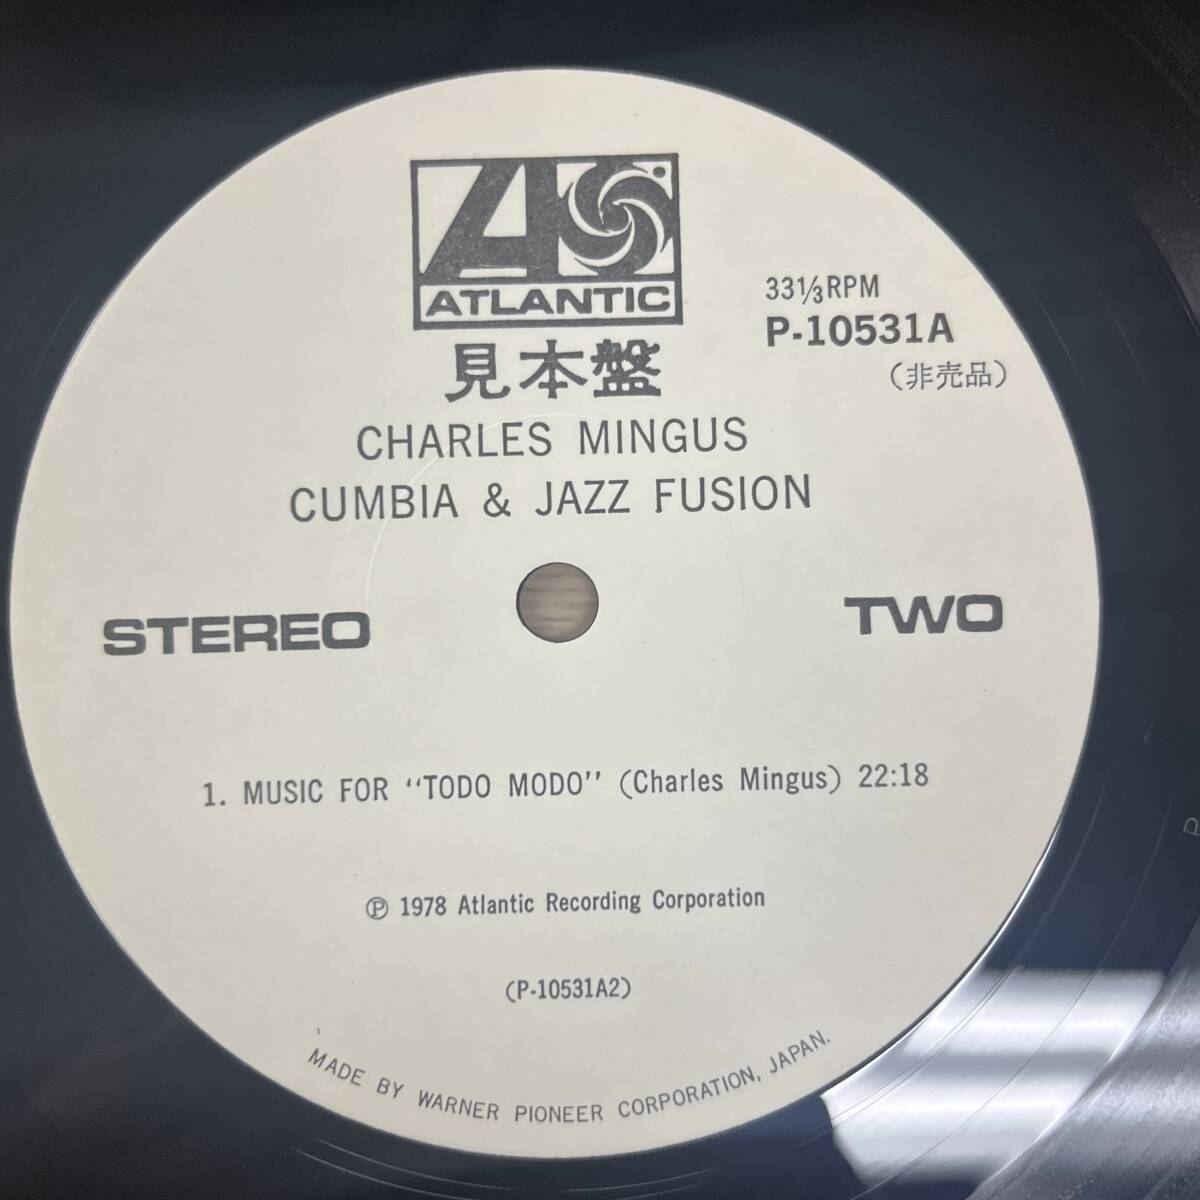 ATLANTIC
33⅓RPM
P-10531A
(非売品)
見本盤
CHARLES MINGUS
CUMBIA & JAZZ FUSION
STEREO
TWO
1. MUSIC FOR "TODO MODO" (Charles Mingus) 22:18
℗ 1978 Atlantic Recording Corporation
(P-10531A2)
MADE BY WARNER PIONEER CORPORATION, JAPAN.